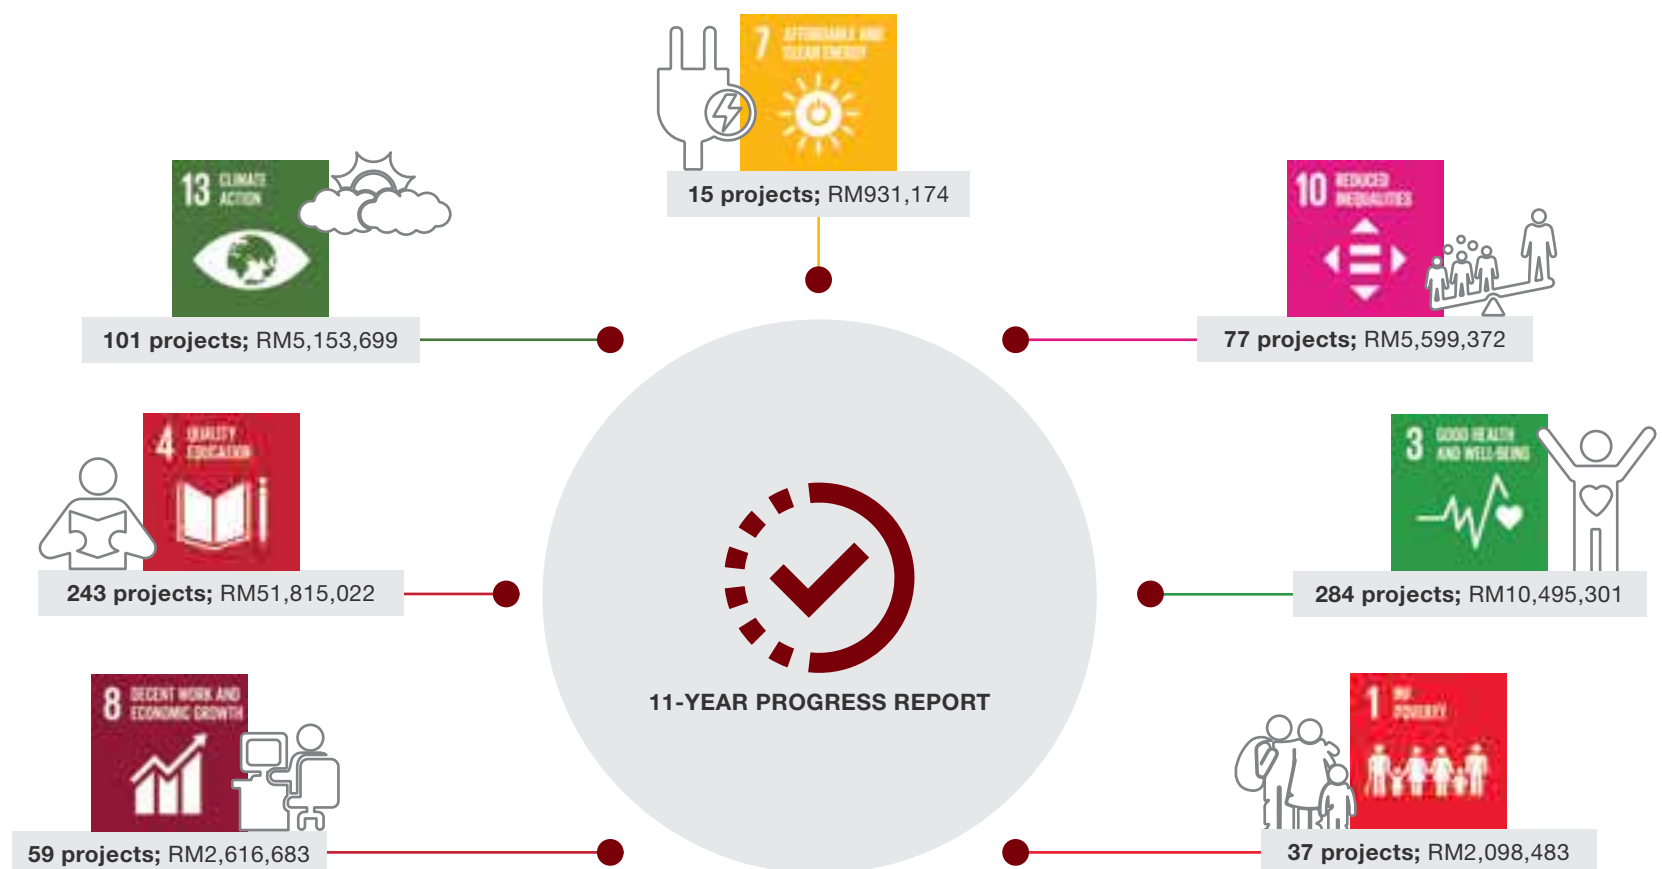 7 AFFORDABLE AND
CLEAN ENERGY
15 projects; RM931,174
13 CLIMATE
ACTION
101 projects; RM5,153,699
10 REDUCED
INEQUALITIES
77 projects; RM5,599,372
4 QUALITY
EDUCATION
243 projects; RM51,815,022
3 GOOD HEALTH
AND WELL-BEING
284 projects; RM10,495,301
11-YEAR PROGRESS REPORT
8 DECENT WORK AND
ECONOMIC GROWTH
59 projects; RM2,616,683
1 NO
POVERTY
37 projects; RM2,098,483